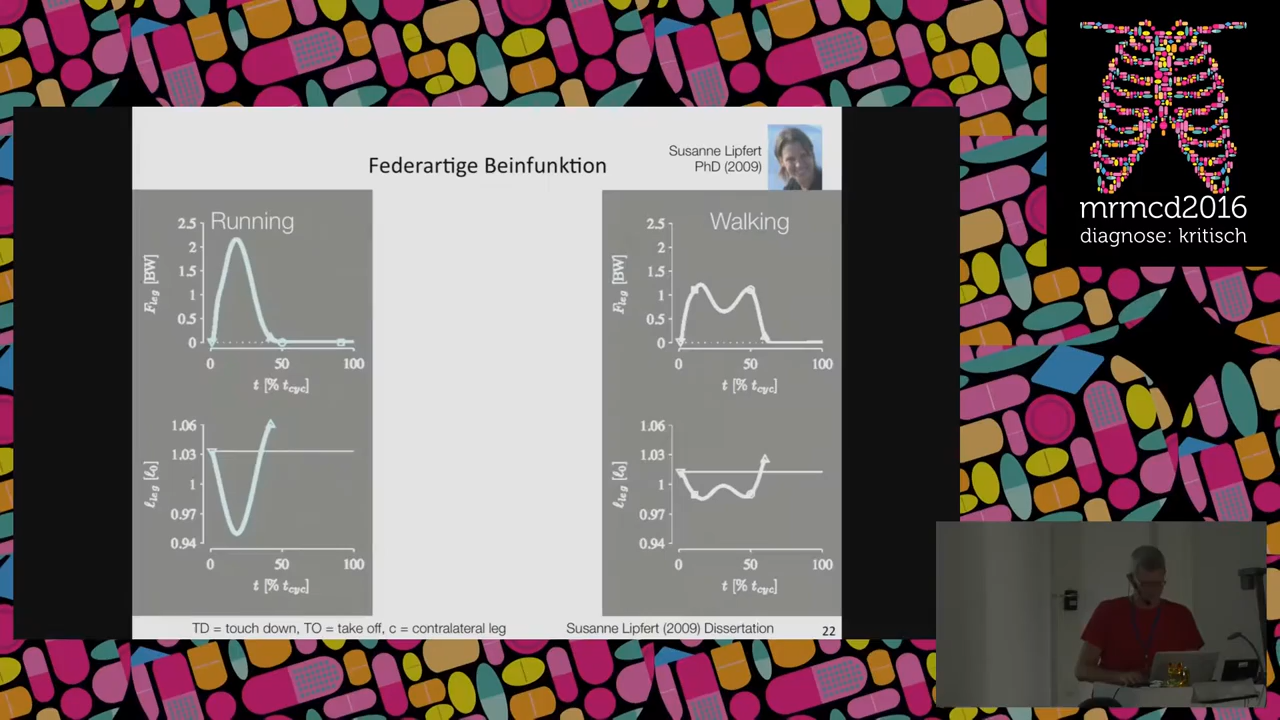 Federartige Beinfunktion
Susanne Lipfert
PhD (2009)
Running
2.5
2
1.5
1
0.5
0
F_leg [BW]
0 50 100
t [% t_cyc]
1.06
1.03
1
0.97
0.94
ℓ_leg [ℓ_0]
0 50 100
t [% t_cyc]
Walking
2.5
2
1.5
1
0.5
0
F_leg [BW]
0 50 100
t [% t_cyc]
1.06
1.03
1
0.97
0.94
ℓ_leg [ℓ_0]
0 50 100
t [% t_cyc]
TD = touch down, TO = take off, c = contralateral leg
Susanne Lipfert (2009) Dissertation
22
mrmcd2016
diagnose: kritisch